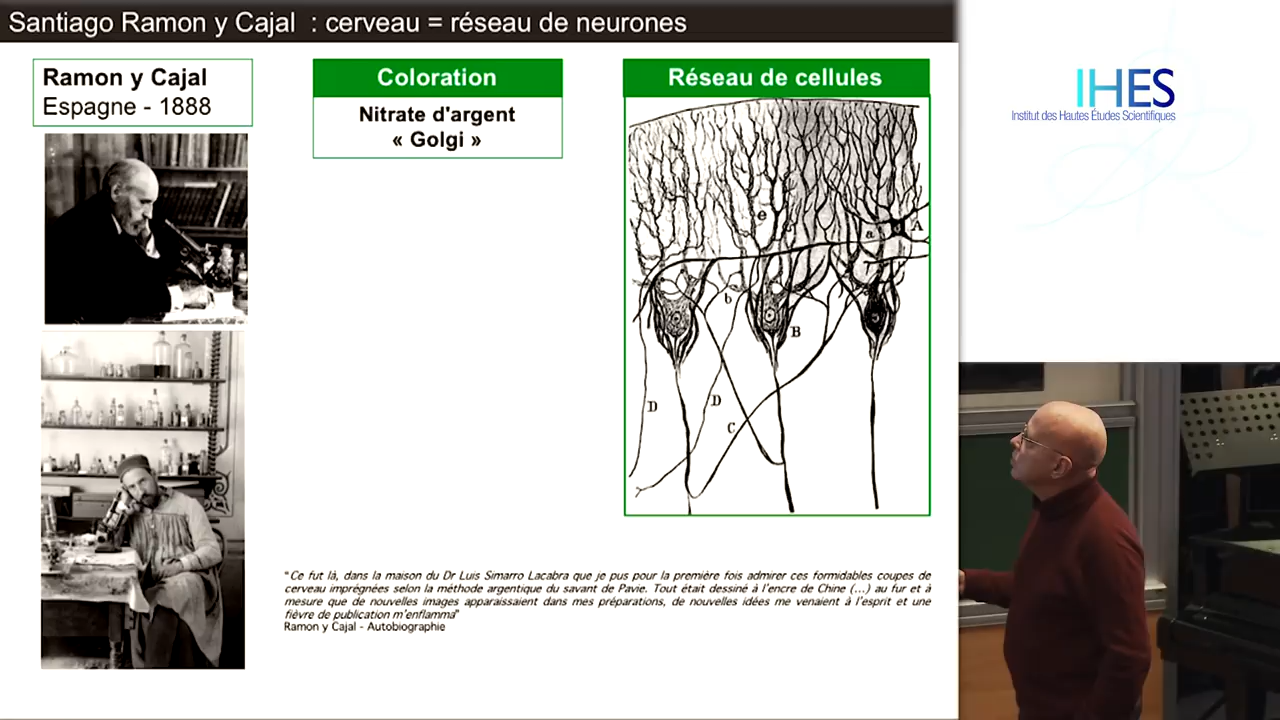 Santiago Ramon y Cajal : cerveau = réseau de neurones
Ramon y Cajal
Espagne - 1888
Coloration
Nitrate d'argent
« Golgi »
Réseau de cellules
e
a
A
b
B
D
D
C
"Ce fut là, dans la maison du Dr Luis Simarro Lacabra que je pus pour la première fois admirer ces formidables coupes de
cerveau imprégnées selon la méthode argentique du savant de Pavie. Tout était dessiné à l'encre de Chine (...) au fur et à
mesure que de nouvelles images apparaissaient dans mes préparations, de nouvelles idées me venaient à l'esprit et une
fièvre de publication m'enflamma"
Ramon y Cajal - Autobiographie
IHES
Institut des Hautes Études Scientifiques